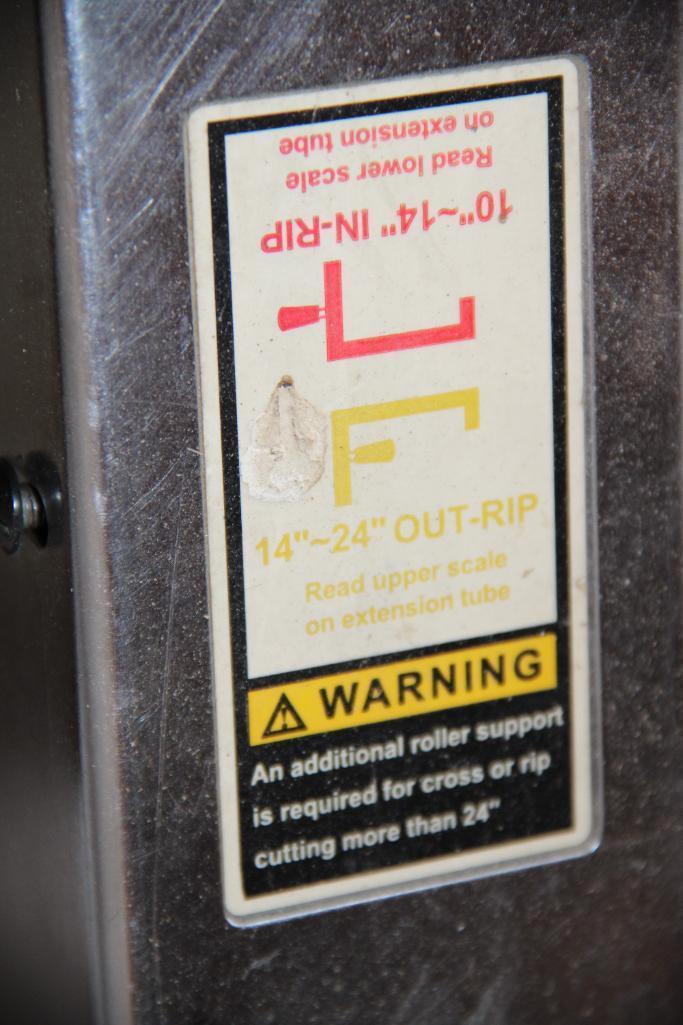 10"~14" IN-RIP
Read lower scale
on extension tube
14"~24" OUT-RIP
Read upper scale
on extension tube
WARNING
An additional roller support
is required for cross or rip
cutting more than 24"